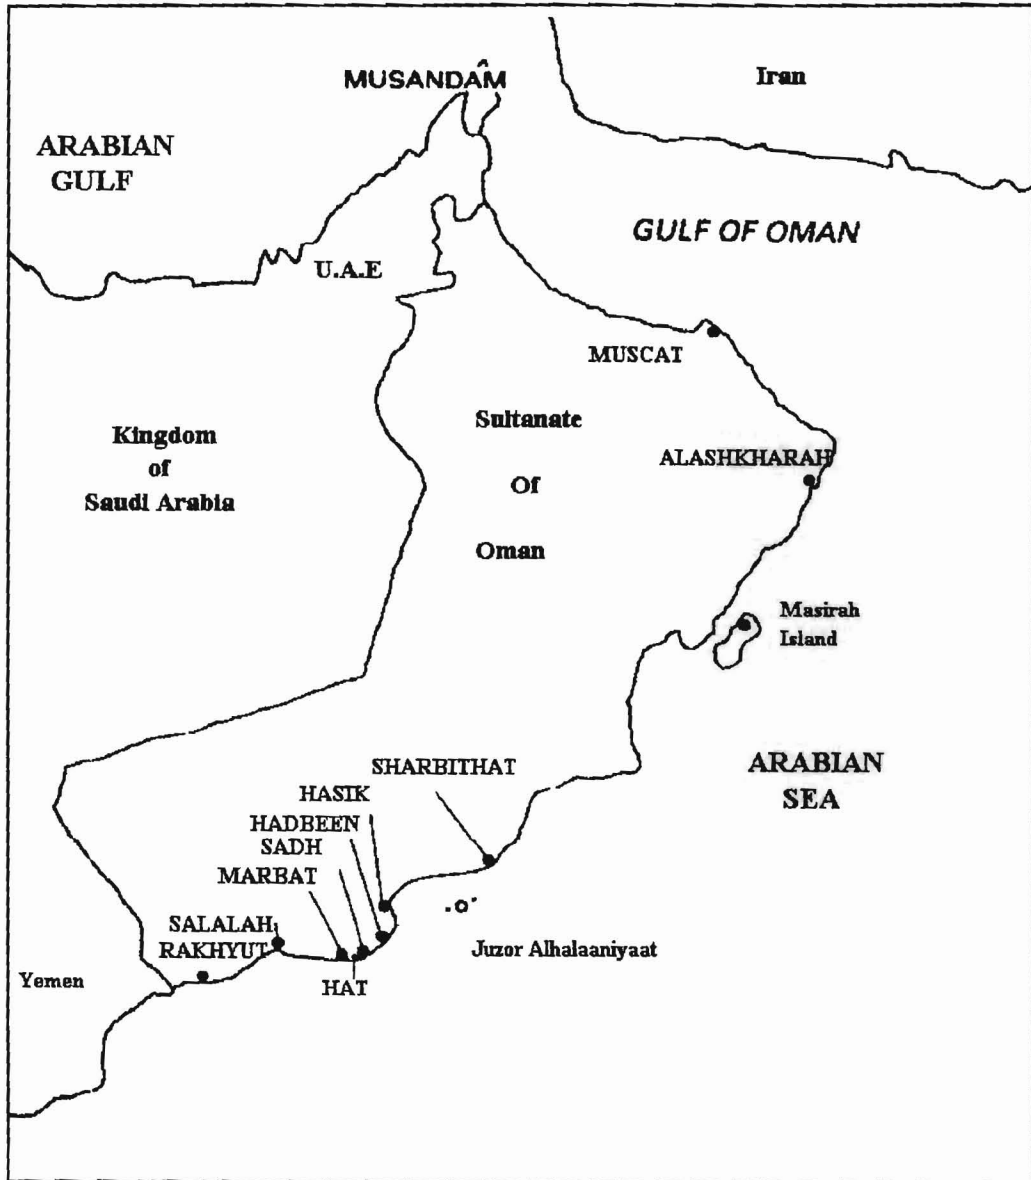 MUSANDAM
Iran
ARABIAN
GULF
GULF OF OMAN
U.A.E
MUSCAT
Kingdom
of
Saudi Arabia
Sultanate
Of
Oman
ALASHKHARAH
Masirah
Island
ARABIAN
SEA
SHARBITHAT
HASIK
HADBEEN
SADH
MARBAT
SALALAH
RAKHYUT
HAT
Juzor Alhalaaniyaat
Yemen